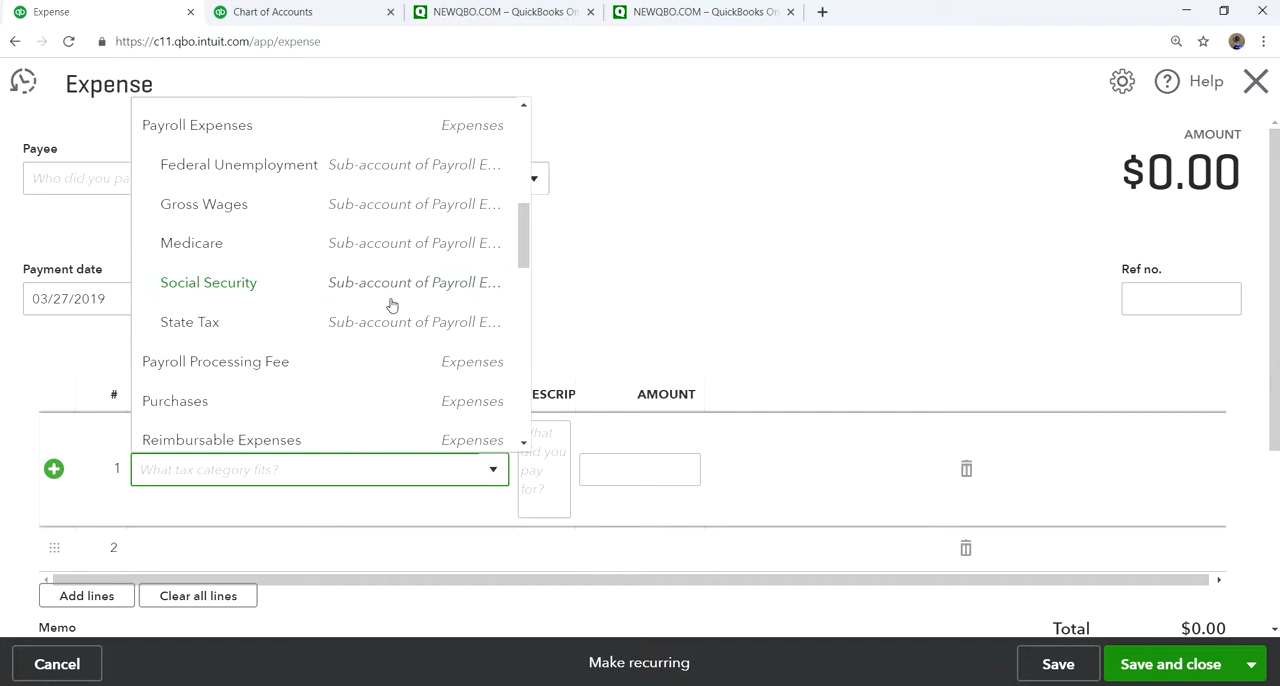 Expense
Chart of Accounts
NEWQBO.COM – QuickBooks On
NEWQBO.COM – QuickBooks On
https://c11.qbo.intuit.com/app/expense
Expense
Help
Payee
Who did you pa
AMOUNT
$0.00
Payment date
03/27/2019
Ref no.
Payroll Expenses Expenses
Federal Unemployment Sub-account of Payroll E...
Gross Wages Sub-account of Payroll E...
Medicare Sub-account of Payroll E...
Social Security Sub-account of Payroll E...
State Tax Sub-account of Payroll E...
Payroll Processing Fee Expenses
Purchases Expenses
Reimbursable Expenses Expenses
# ESCRIP AMOUNT
1 What tax category fits?
hat
did you
pay
for?
2
Add lines Clear all lines
Memo
Total $0.00
Cancel Make recurring Save Save and close